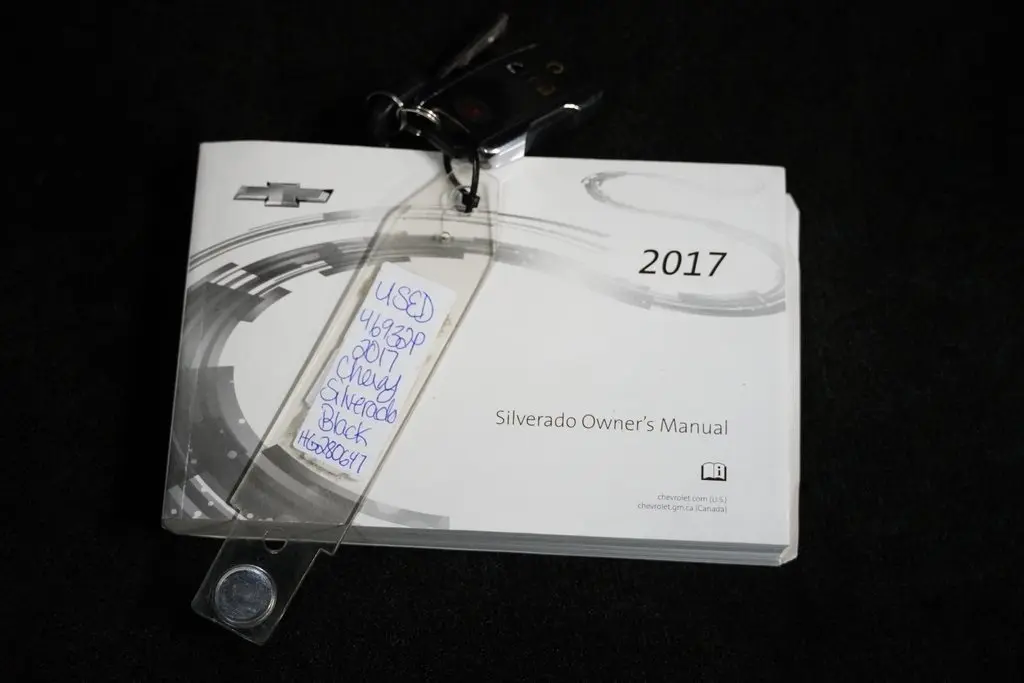 2017
USED
46932P
2017
Chevy
Silverado
Black
HG280647
Silverado Owner's Manual
chevrolet.com (U.S.)
chevrolet.gm.ca (Canada)